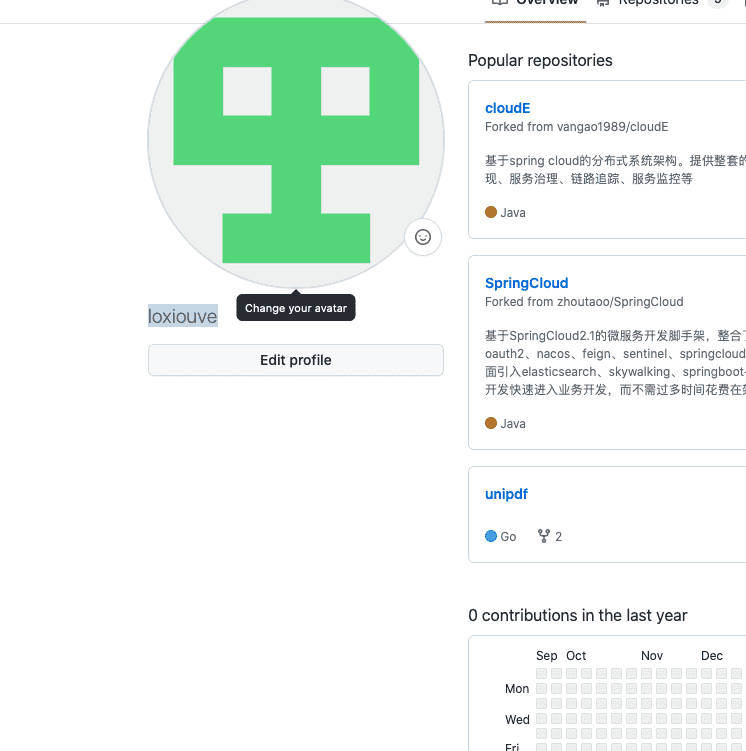 Overview Repositories
Popular repositories
cloudE
Forked from vangao1989/cloudE
基于spring cloud的分布式系统架构。提供整套的
现、服务治理、链路追踪、服务监控等
Java
SpringCloud
Forked from zhoutaoo/SpringCloud
基于SpringCloud2.1的微服务开发脚手架，整合了
oauth2、nacos、feign、sentinel、springcloud
面引入elasticsearch、skywalking、springboot-
开发快速进入业务开发，而不需过多时间花费在架
Java
unipdf
Go 2
Change your avatar
loxiouve
Edit profile
0 contributions in the last year
Sep Oct Nov Dec
Mon
Wed
Fri